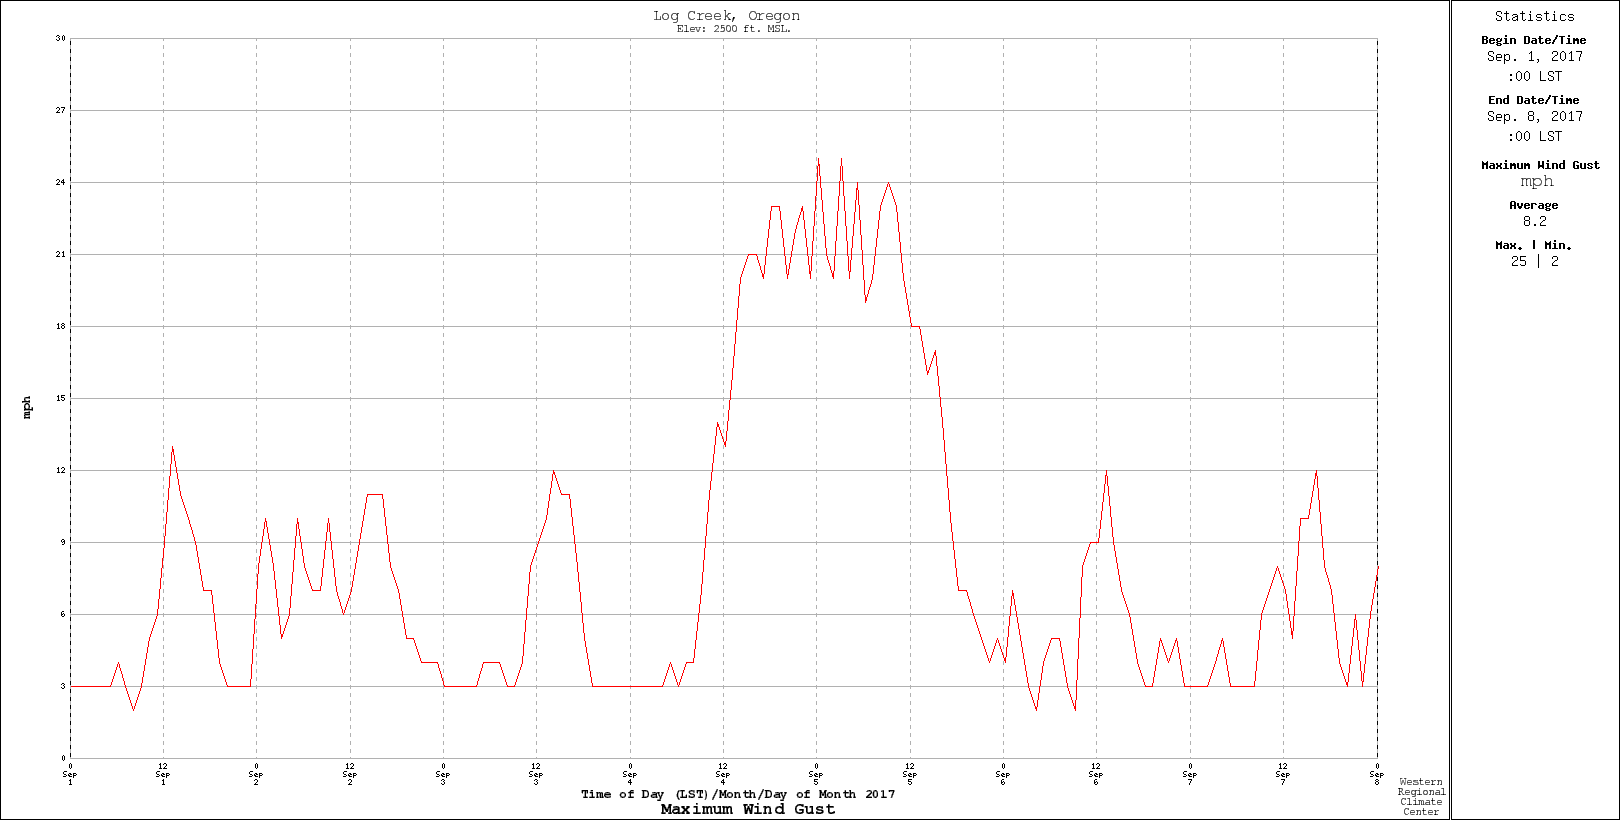 Log Creek, Oregon
Elev: 2500 ft. MSL.
30
27
24
21
18
15
12
9
6
3
0
mph
0 12 0 12 0 12 0 12 0 12 0 12 0 12 0
Sep Sep Sep Sep Sep Sep Sep Sep Sep Sep Sep Sep Sep Sep Sep
1 1 2 2 3 3 4 4 5 5 6 6 7 7 8
Time of Day (LST)/Month/Day of Month 2017
Maximum Wind Gust
Western
Regional
Climate
Center
Statistics
Begin Date/Time
Sep. 1, 2017
:00 LST
End Date/Time
Sep. 8, 2017
:00 LST
Maximum Wind Gust
mph
Average
8.2
Max. | Min.
25 | 2